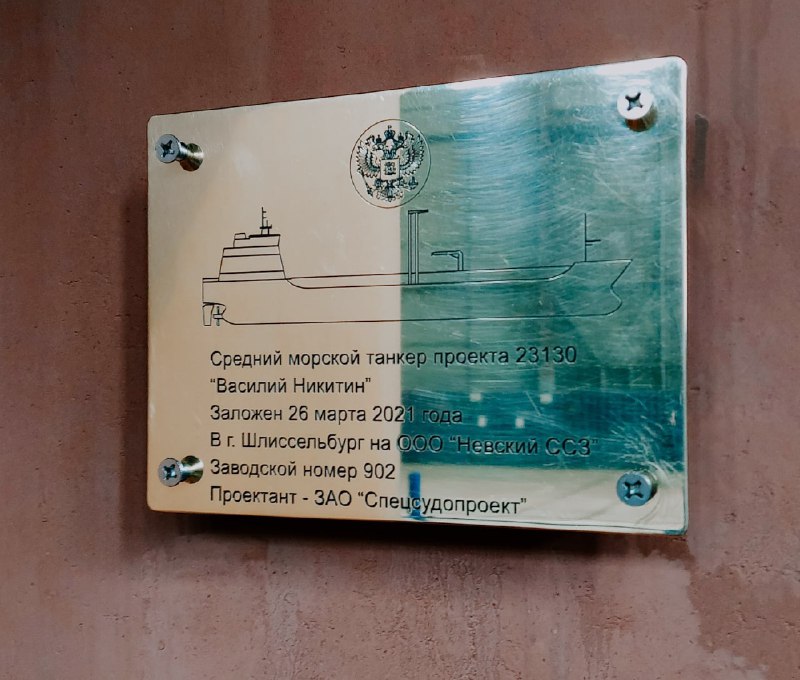 Средний морской танкер проекта 23130
“Василий Никитин”
Заложен 26 марта 2021 года
В г. Шлиссельбург на ООО “Невский ССЗ”
Заводской номер 902
Проектант - ЗАО “Спецсудопроект”